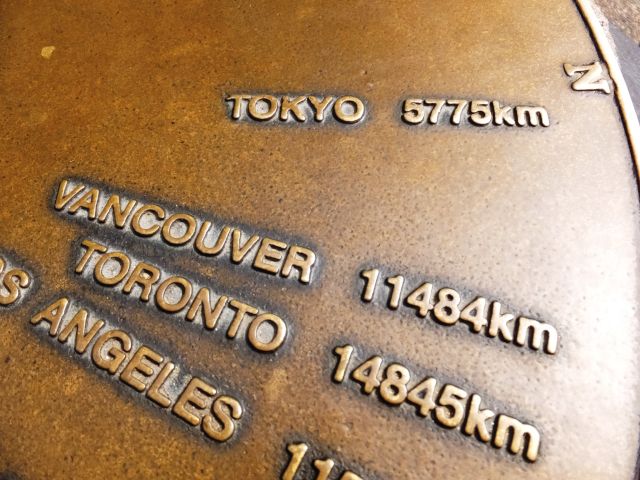 N
TOKYO 5775km
VANCOUVER 11484km
TORONTO 14845km
ANGELES